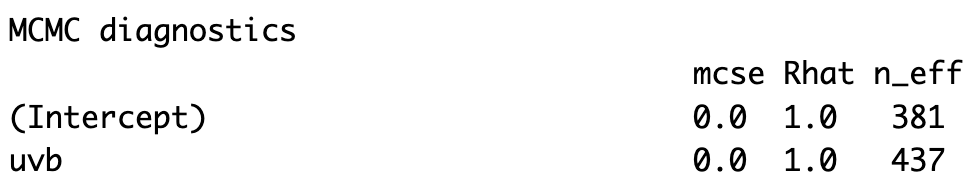 MCMC diagnostics
mcse Rhat n_eff
(Intercept) 0.0 1.0 381
uvb 0.0 1.0 437